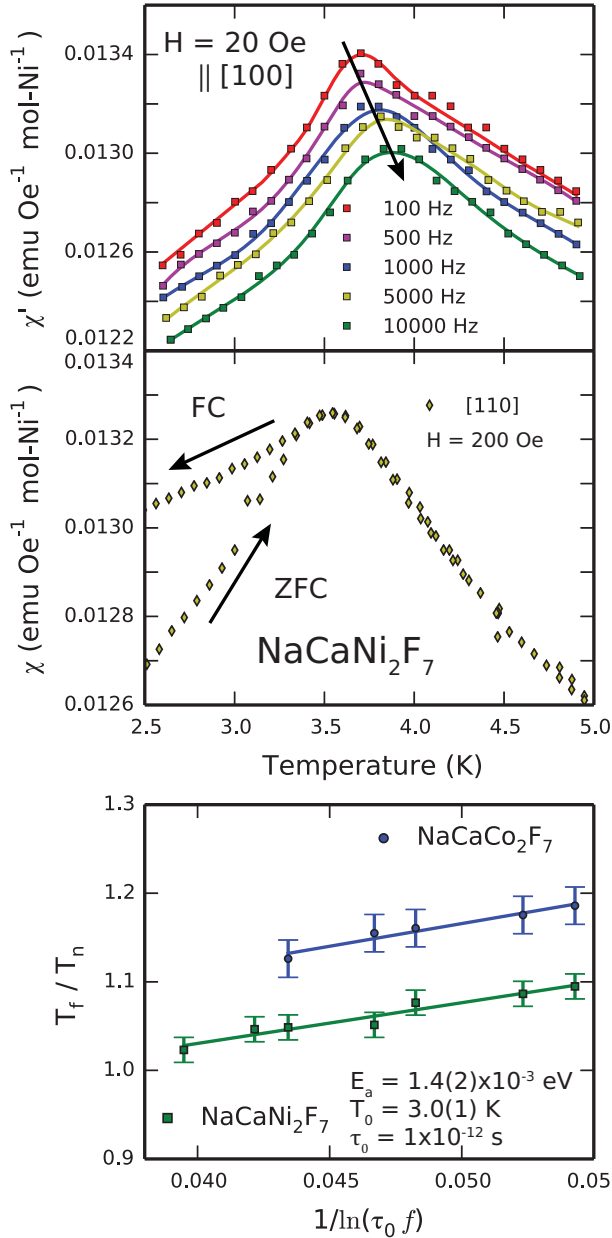 H = 20 Oe
|| [100]
0.0134
0.0130
0.0126
0.0122
χ' (emu Oe⁻¹ mol-Ni⁻¹)
100 Hz
500 Hz
1000 Hz
5000 Hz
10000 Hz
0.0134
0.0132
0.0130
0.0128
0.0126
χ (emu Oe⁻¹ mol-Ni⁻¹)
FC
[110]
H = 200 Oe
ZFC
NaCaNi₂F₇
2.5 3.0 3.5 4.0 4.5 5.0
Temperature (K)
1.3
1.2
1.1
1.0
0.9
T_f / T_n
NaCaCo₂F₇
NaCaNi₂F₇
E_a = 1.4(2)x10⁻³ eV
T_0 = 3.0(1) K
τ_0 = 1x10⁻¹² s
0.040 0.045 0.050 0.05
1/ln(τ_0 f)